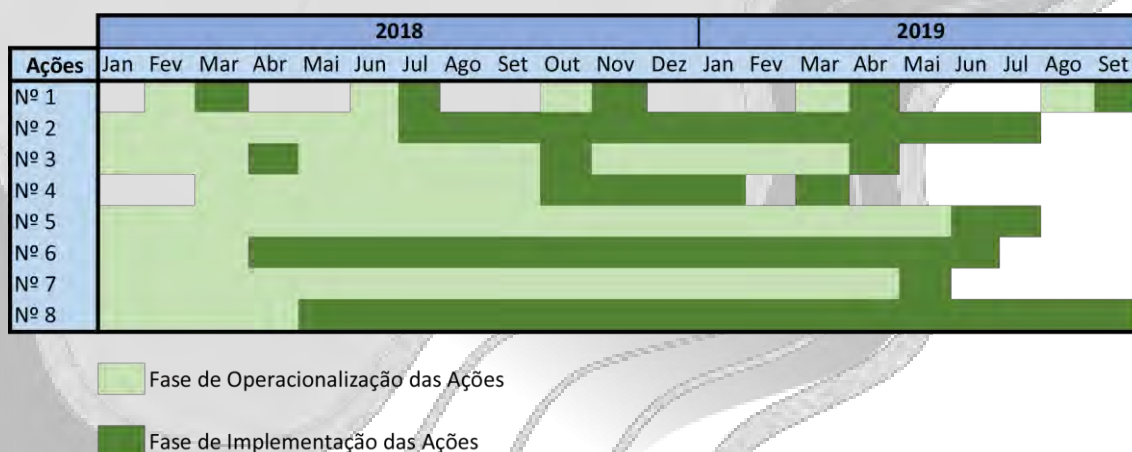 2018 2019
Ações Jan Fev Mar Abr Mai Jun Jul Ago Set Out Nov Dez Jan Fev Mar Abr Mai Jun Jul Ago Set
Nº 1
Nº 2
Nº 3
Nº 4
Nº 5
Nº 6
Nº 7
Nº 8
Fase de Operacionalização das Ações
Fase de Implementação das Ações